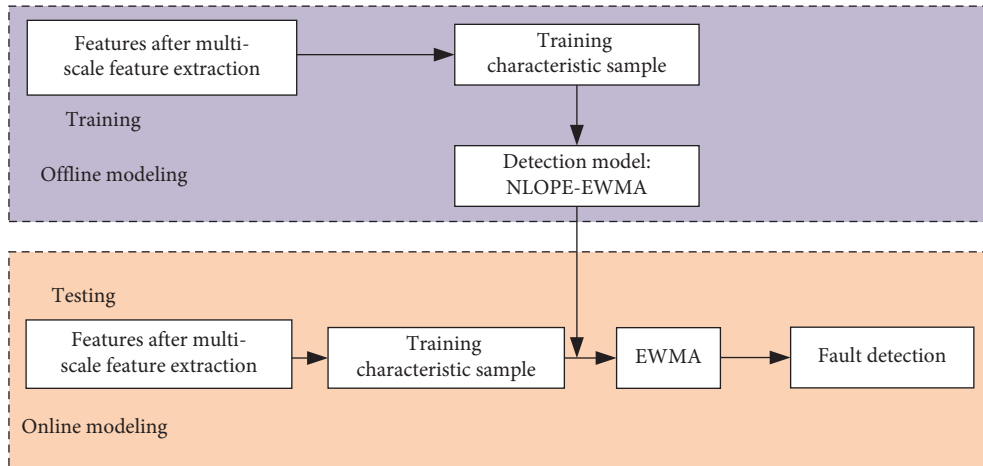 Features after multi-
scale feature extraction
Training
characteristic sample
Training
Offline modeling
Detection model:
NLOPE-EWMA
Testing
Features after multi-
scale feature extraction
Training
characteristic sample
EWMA
Fault detection
Online modeling